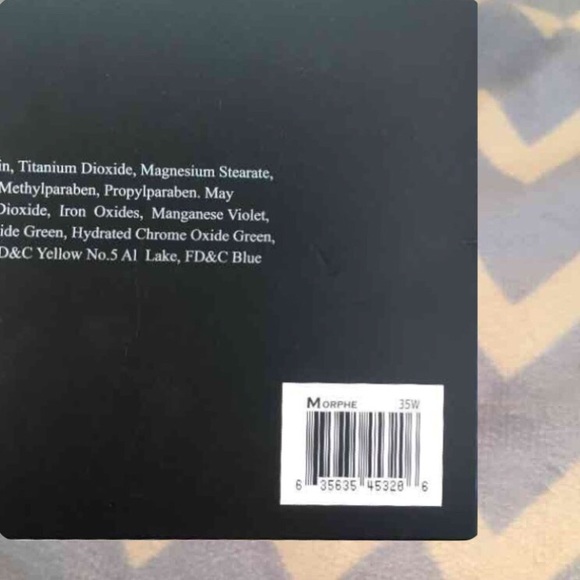 in, Titanium Dioxide, Magnesium Stearate,
Methylparaben, Propylparaben. May
Dioxide, Iron Oxides, Manganese Violet,
ide Green, Hydrated Chrome Oxide Green,
D&C Yellow No.5 Al Lake, FD&C Blue
MORPHE 35W
6 35635 45328 6